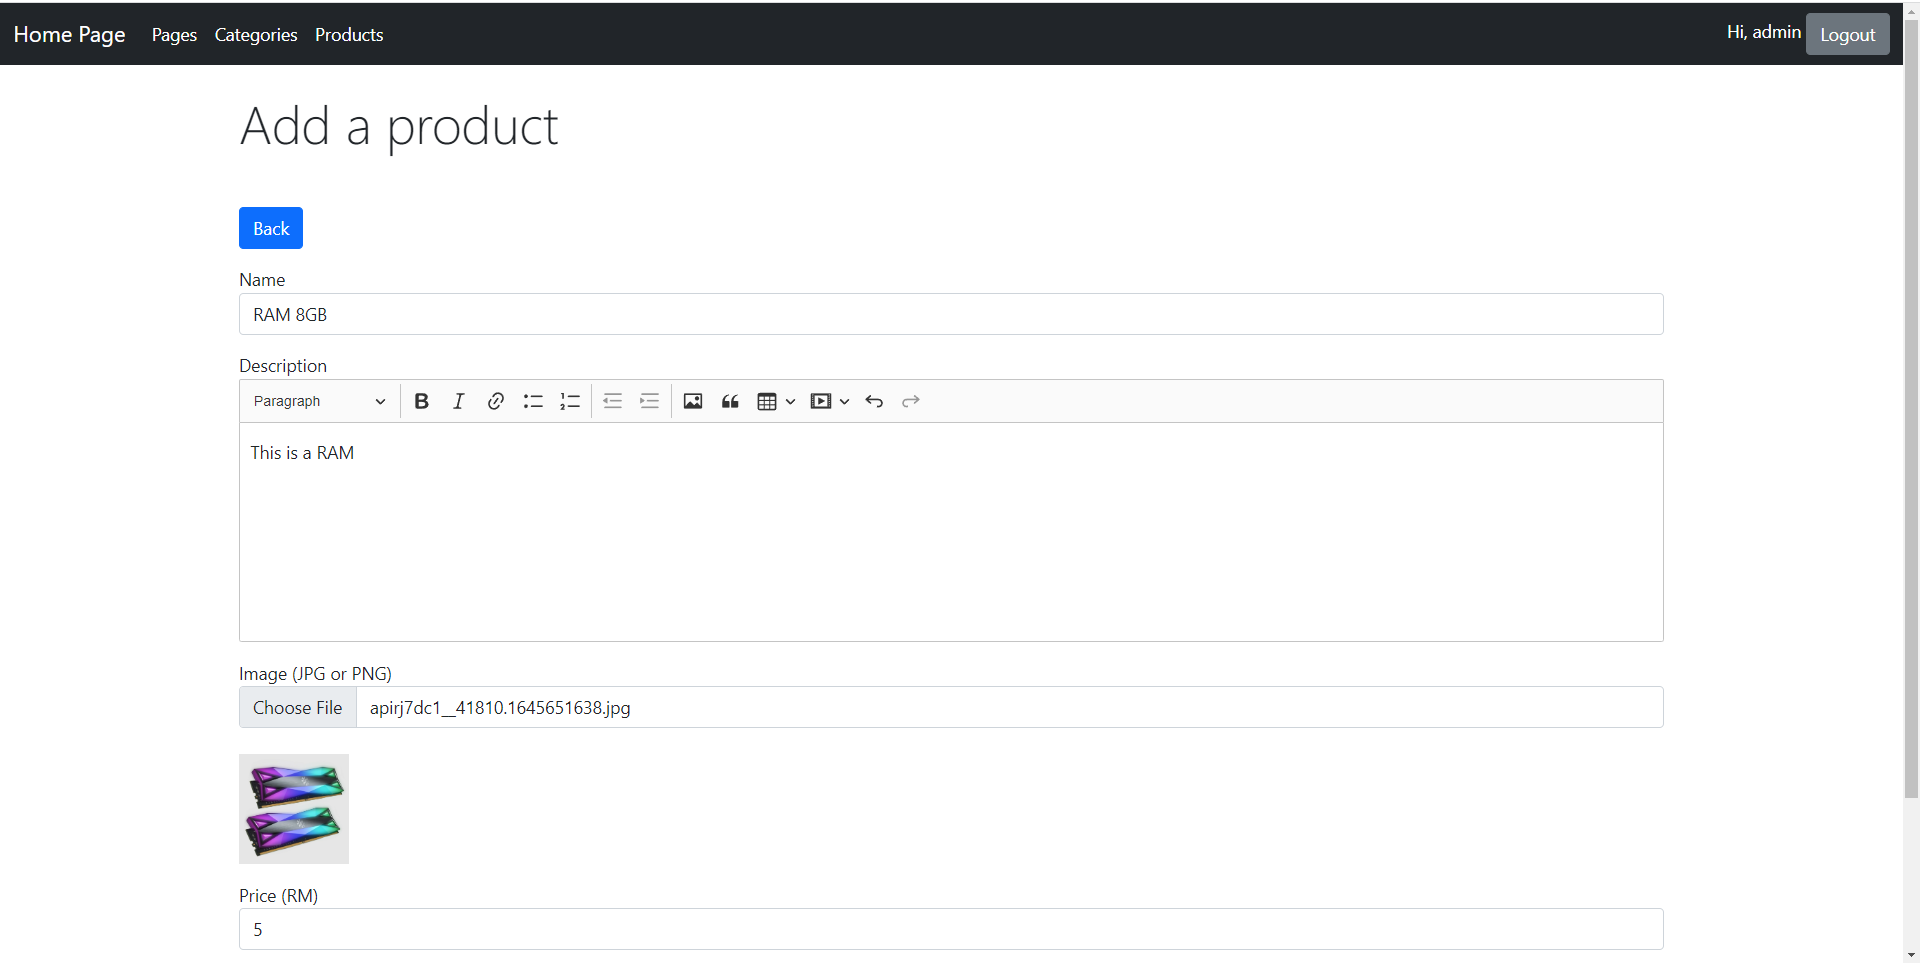 Home Page Pages Categories Products Hi, admin Logout
Add a product
Back
Name
RAM 8GB
Description
Paragraph
This is a RAM
Image (JPG or PNG)
Choose File apirj7dc1__41810.1645651638.jpg
Price (RM)
5